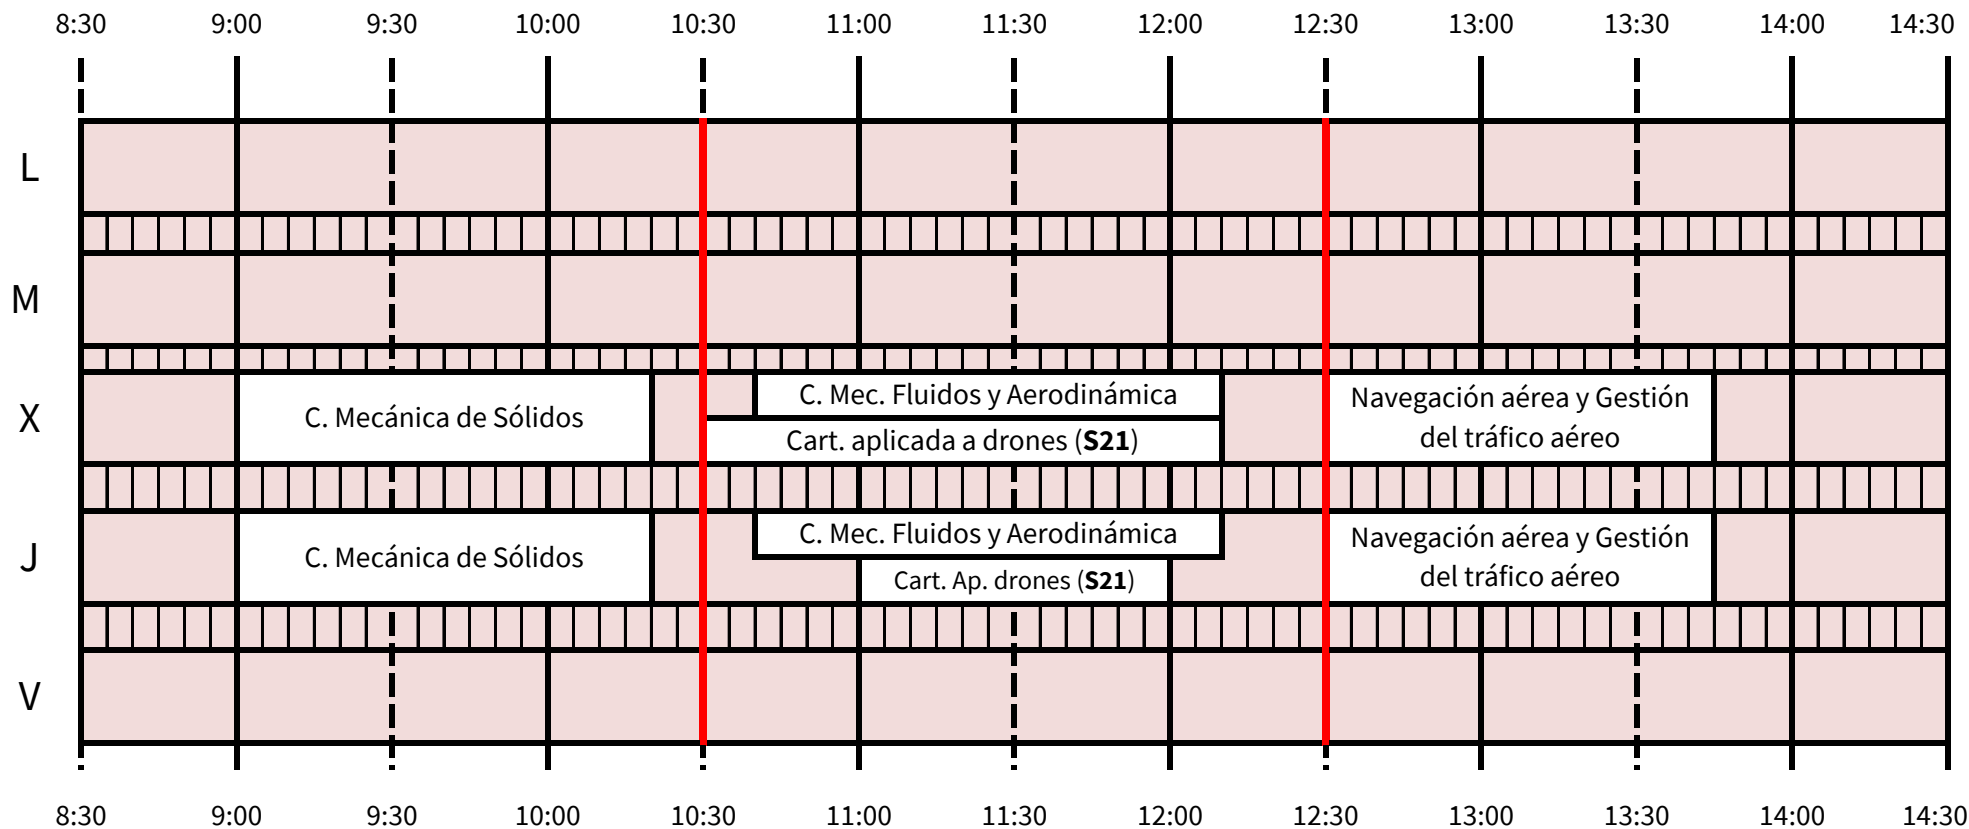 8:30 9:00 9:30 10:00 10:30 11:00 11:30 12:00 12:30 13:00 13:30 14:00 14:30
L
M
X
C. Mecánica de Sólidos
C. Mec. Fluidos y Aerodinámica
Cart. aplicada a drones (S21)
Navegación aérea y Gestión
del tráfico aéreo
J
C. Mecánica de Sólidos
C. Mec. Fluidos y Aerodinámica
Cart. Ap. drones (S21)
Navegación aérea y Gestión
del tráfico aéreo
V
8:30 9:00 9:30 10:00 10:30 11:00 11:30 12:00 12:30 13:00 13:30 14:00 14:30